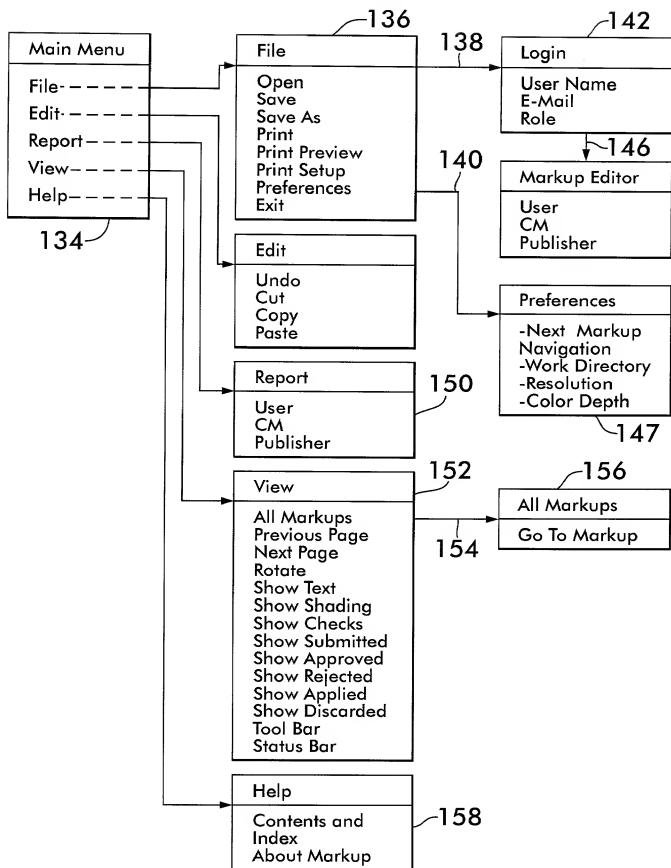 Main Menu
File
Edit
Report
View
Help
134
136
File
Open
Save
Save As
Print
Print Preview
Print Setup
Preferences
Exit
138
140
142
Login
User Name
E-Mail
Role
146
Markup Editor
User
CM
Publisher
Edit
Undo
Cut
Copy
Paste
Preferences
-Next Markup
Navigation
-Work Directory
-Resolution
-Color Depth
147
Report
User
CM
Publisher
150
View
All Markups
Previous Page
Next Page
Rotate
Show Text
Show Shading
Show Checks
Show Submitted
Show Approved
Show Rejected
Show Applied
Show Discarded
Tool Bar
Status Bar
152
154
156
All Markups
Go To Markup
Help
Contents and
Index
About Markup
158